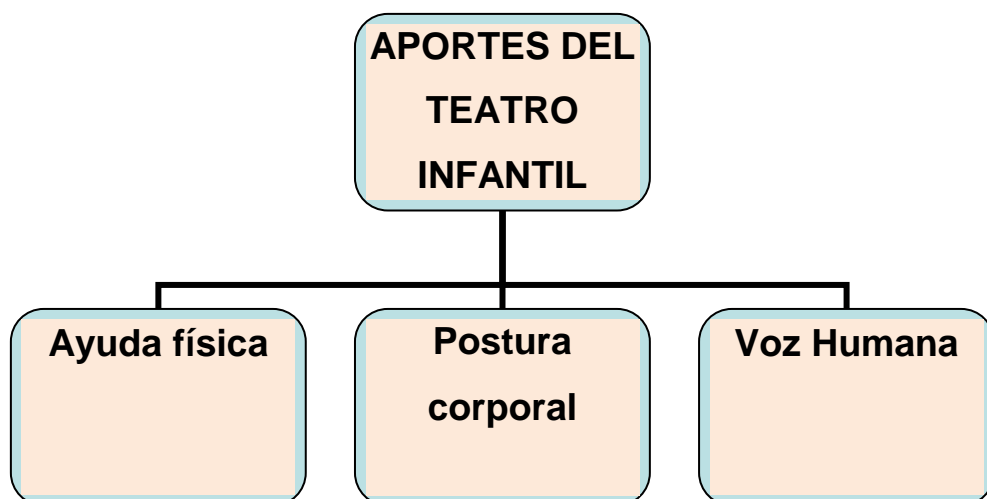 APORTES DEL
TEATRO
INFANTIL
Ayuda física
Postura
corporal
Voz Humana